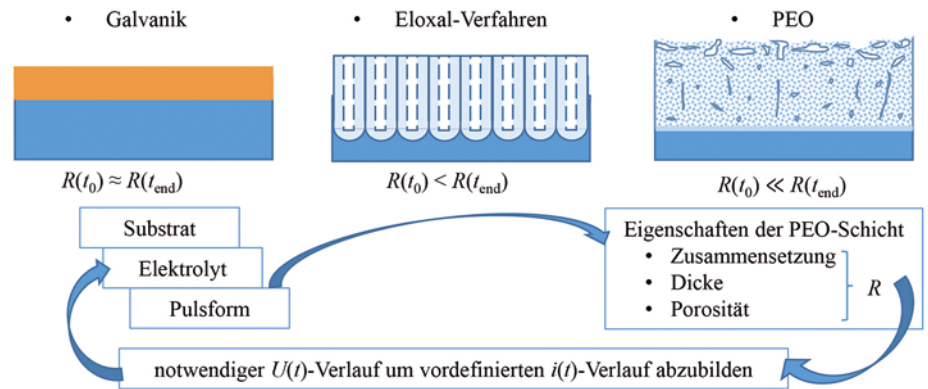 • Galvanik
• Eloxal-Verfahren
• PEO
R(t₀) ≈ R(tend)
R(t₀) < R(tend)
R(t₀) ≪ R(tend)
Substrat
Elektrolyt
Pulsform
Eigenschaften der PEO-Schicht
• Zusammensetzung
• Dicke
• Porosität
R
notwendiger U(t)-Verlauf um vordefinierten i(t)-Verlauf abzubilden